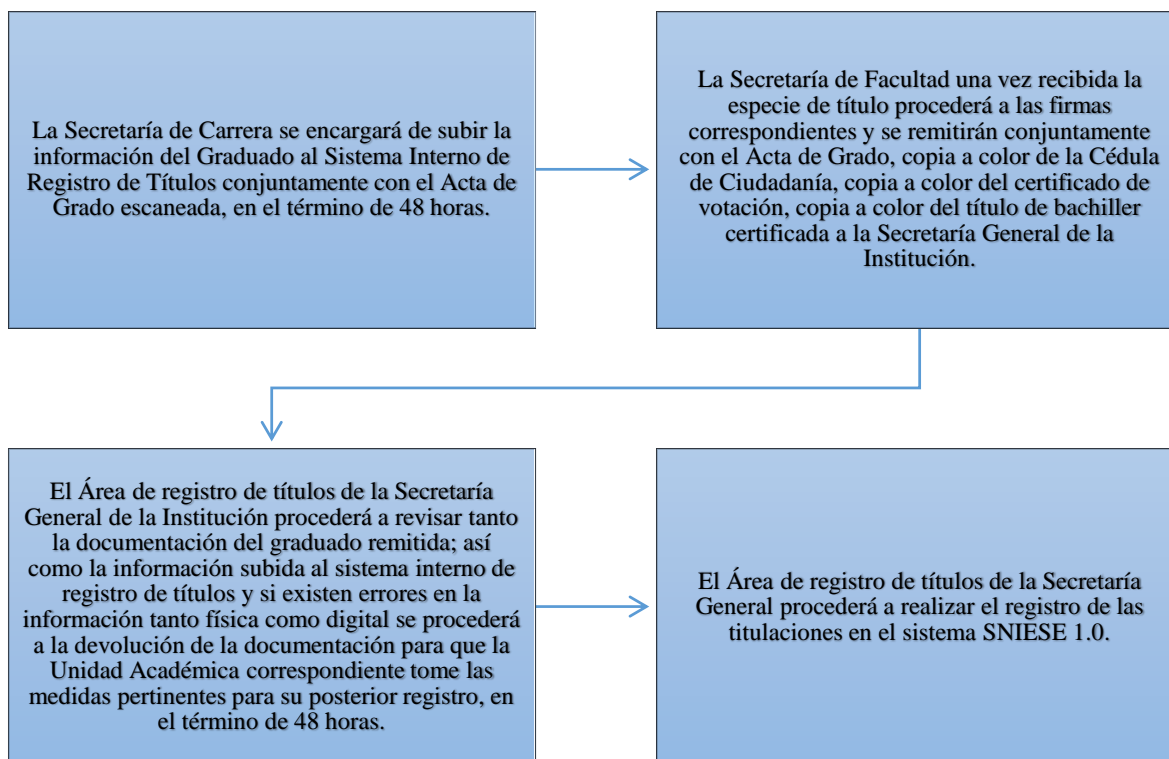 La Secretaría de Carrera se encargará de subir la
información del Graduado al Sistema Interno de
Registro de Títulos conjuntamente con el Acta de
Grado escaneada, en el término de 48 horas.
La Secretaría de Facultad una vez recibida la
especie de título procederá a las firmas
correspondientes y se remitirán conjuntamente
con el Acta de Grado, copia a color de la Cédula
de Ciudadanía, copia a color del certificado de
votación, copia a color del título de bachiller
certificada a la Secretaría General de la
Institución.
El Área de registro de títulos de la Secretaría
General de la Institución procederá a revisar tanto
la documentación del graduado remitida; así
como la información subida al sistema interno de
registro de títulos y si existen errores en la
información tanto física como digital se procederá
a la devolución de la documentación para que la
Unidad Académica correspondiente tome las
medidas pertinentes para su posterior registro, en
el término de 48 horas.
El Área de registro de títulos de la Secretaría
General procederá a realizar el registro de las
titulaciones en el sistema SNIESE 1.0.